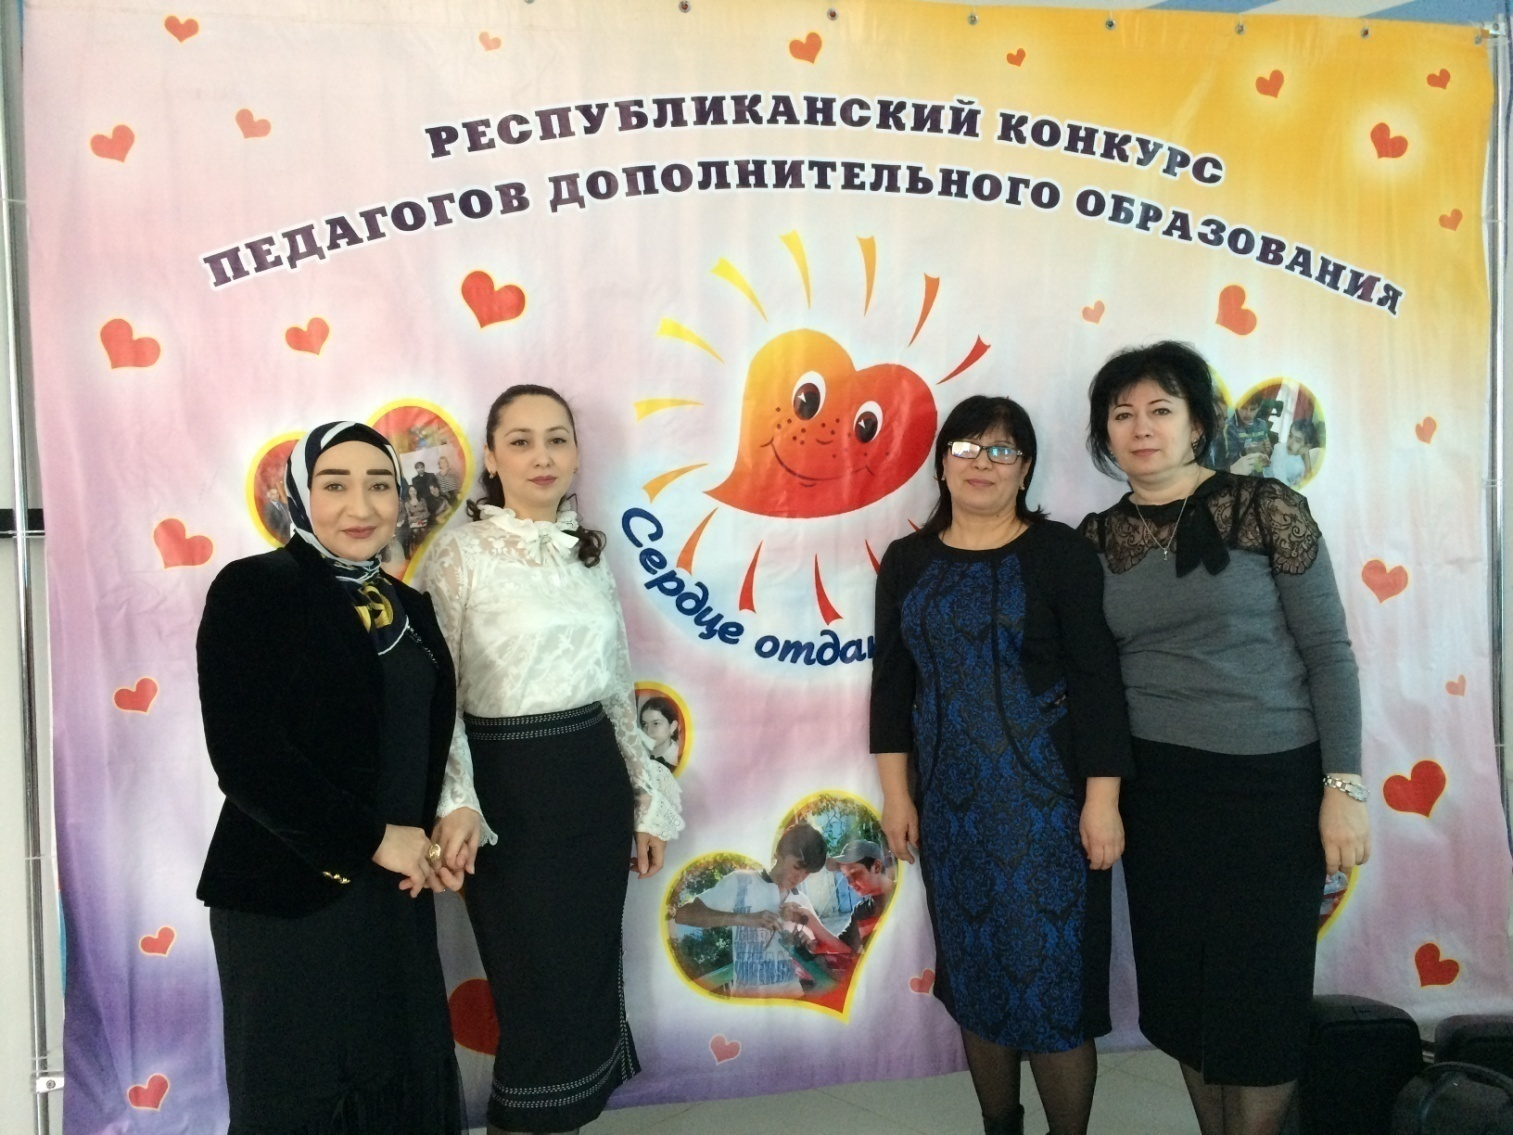 РЕСПУБЛИКАНСКИЙ КОНКУРС
ПЕДАГОГОВ ДОПОЛНИТЕЛЬНОГО ОБРАЗОВАНИЯ
Сердце